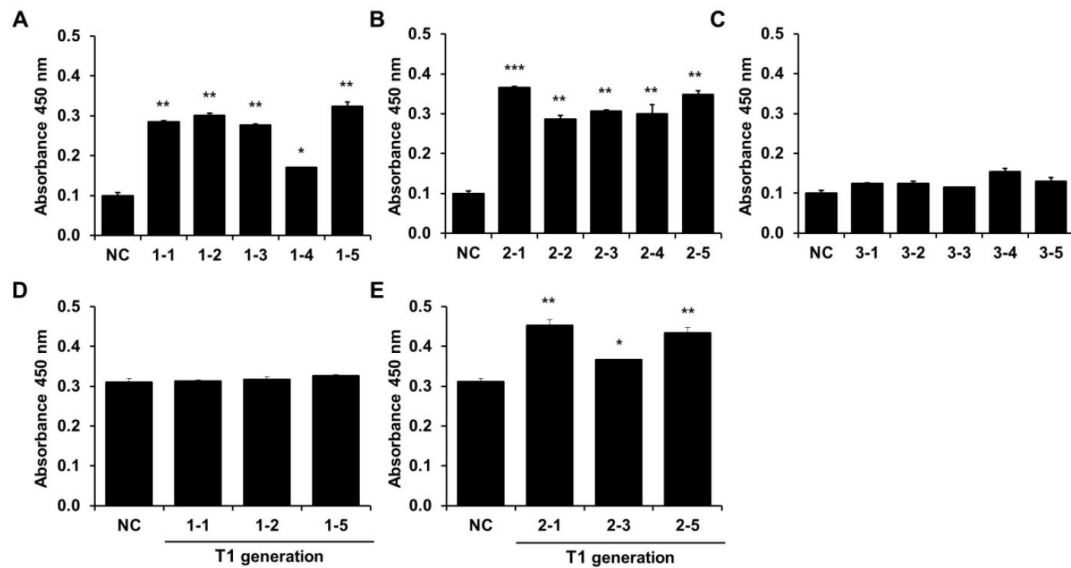 A
Absorbance 450 nm
0.5
0.4
0.3
0.2
0.1
0.0
**
**
**
*
**
NC 1-1 1-2 1-3 1-4 1-5
B
Absorbance 450 nm
0.5
0.4
0.3
0.2
0.1
0.0
***
**
**
**
**
NC 2-1 2-2 2-3 2-4 2-5
C
Absorbance 450 nm
0.5
0.4
0.3
0.2
0.1
0.0
NC 3-1 3-2 3-3 3-4 3-5
D
Absorbance 450 nm
0.5
0.4
0.3
0.2
0.1
0.0
NC 1-1 1-2 1-5
T1 generation
E
Absorbance 450 nm
0.5
0.4
0.3
0.2
0.1
0.0
**
*
**
NC 2-1 2-3 2-5
T1 generation